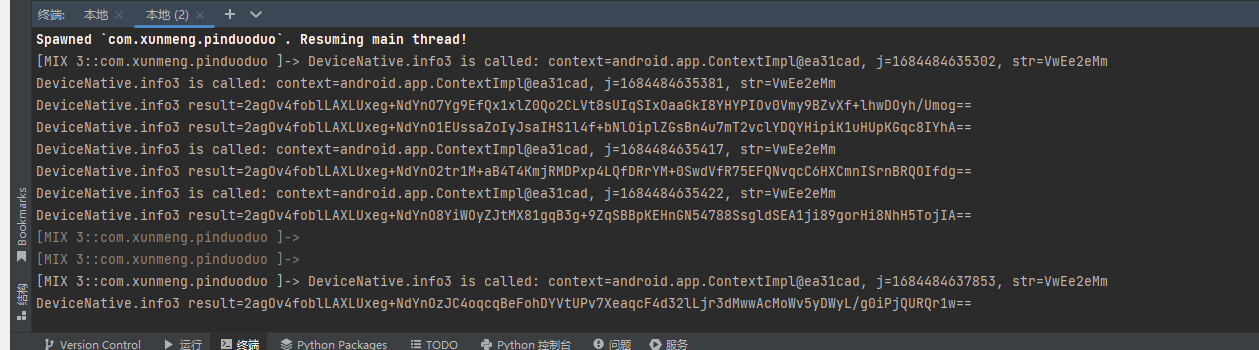 终端: 本地 × 本地 (2) × + 
Spawned `com.xunmeng.pinduoduo`. Resuming main thread!
[MIX 3::com.xunmeng.pinduoduo ]-> DeviceNative.info3 is called: context=android.app.ContextImpl@ea31cad, j=1684484635302, str=VwEe2eMm
DeviceNative.info3 is called: context=android.app.ContextImpl@ea31cad, j=1684484635381, str=VwEe2eMm
DeviceNative.info3 result=2agOv4foblLAXLUxeg+NdYnO7Yg9EfQx1xlZ0Qo2CLVt8sUIqSIxOaaGkI8YHYPIOv0Vmy9BZvXf+lhwDOyh/Umog==
DeviceNative.info3 result=2agOv4foblLAXLUxeg+NdYnO1EUssaZoIyJsaIHS1l4f+bNlOiplZGsBn4u7mT2vclYDQYHipiK1uHUpKGqc8IYhA==
DeviceNative.info3 is called: context=android.app.ContextImpl@ea31cad, j=1684484635417, str=VwEe2eMm
DeviceNative.info3 result=2agOv4foblLAXLUxeg+NdYnO2tr1M+aB4T4KmjRMDPxp4LQfDRrYM+0SwdVfR75EFQNvqcC6HXCmnISrnBRQOIfdg==
DeviceNative.info3 is called: context=android.app.ContextImpl@ea31cad, j=1684484635422, str=VwEe2eMm
DeviceNative.info3 result=2agOv4foblLAXLUxeg+NdYnO8YiWOyZJtMX81gqB3g+9ZqSBBpKEHnGN54788SsgldSEA1ji89gorHi8NhH5TojIA==
[MIX 3::com.xunmeng.pinduoduo ]->
[MIX 3::com.xunmeng.pinduoduo ]->
[MIX 3::com.xunmeng.pinduoduo ]-> DeviceNative.info3 is called: context=android.app.ContextImpl@ea31cad, j=1684484637853, str=VwEe2eMm
DeviceNative.info3 result=2agOv4foblLAXLUxeg+NdYnOzJC4oqcqBeFohDYVtUPv7XeaqcF4d32lLjr3dMwwAcMoWv5yDWyL/g0iPjQURQr1w==
Bookmarks
结构
Version Control 运行 终端 Python Packages TODO Python 控制台 问题 服务